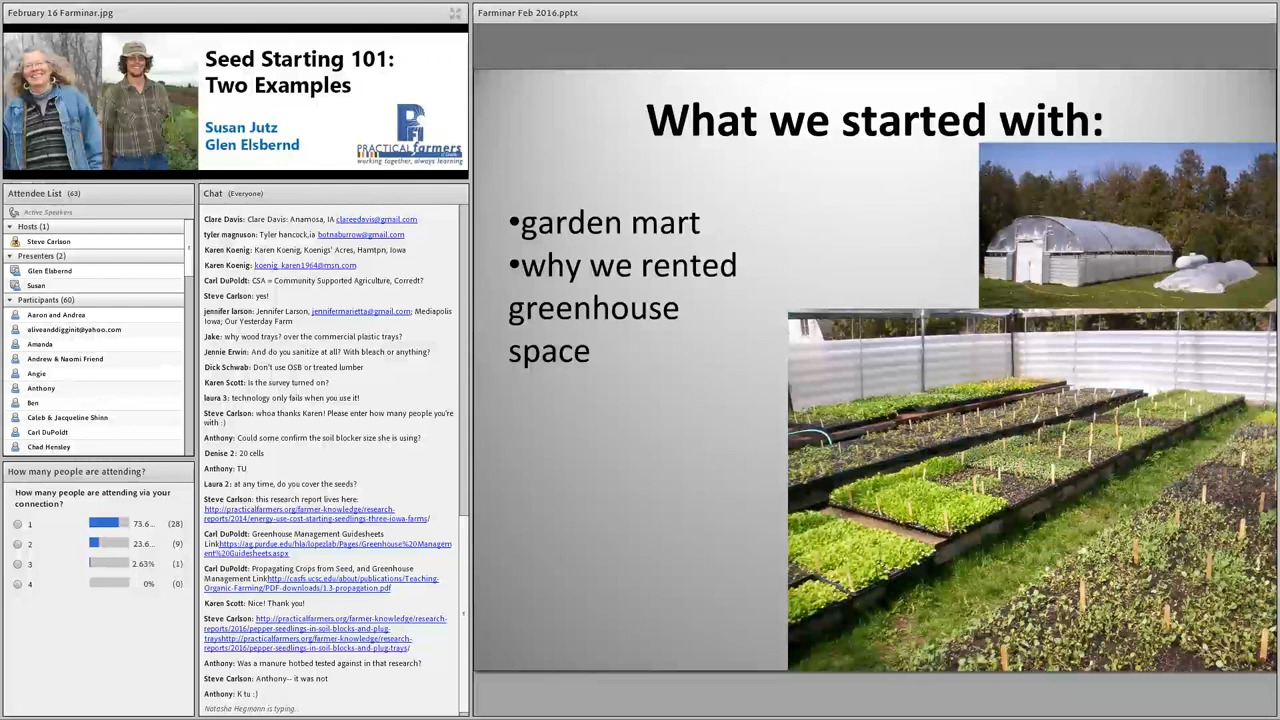 February 16 Farminar.jpg
Seed Starting 101:
Two Examples
Susan Jutz
Glen Elsbernd
PFI
PRACTICAL farmers
working together, always learning
Attendee List (63)
Active Speakers
Hosts (1)
Steve Carlson
Presenters (2)
Glen Elsbernd
Susan
Participants (60)
Aaron and Andrea
aliveanddigginit@yahoo.com
Amanda
Andrew & Naomi Friend
Angie
Anthony
Ben
Caleb & Jacqueline Shinn
Carl DuPoldt
Chad Hensley
How many people are attending?
How many people are attending via your
connection?
1 73.6... (28)
2 23.6... (9)
3 2.63% (1)
4 0% (0)
Chat (Everyone)
Clare Davis: Clare Davis: Anamosa, IA clareedavis@gmail.com
tyler magnuson: Tyler hancock,ia botnaburrow@gmail.com
Karen Koenig: Karen Koenig, Koenigs' Acres, Hamtpn, Iowa
Karen Koenig: koenig_karen1964@msn.com
Carl DuPoldt: CSA = Community Supported Agriculture, Corredt?
Steve Carlson: yes!
jennifer larson: Jennifer Larson, jennifermarietta@gmail.com; Mediapolis
Iowa; Our Yesterday Farm
Jake: why wood trays? over the commercial plastic trays?
Jennie Erwin: And do you sanitize at all? With bleach or anything?
Dick Schwab: Don't use OSB or treated lumber
Karen Scott: Is the survey turned on?
laura 3: technology only fails when you use it!
Steve Carlson: whoa thanks Karen! Please enter how many people you're
with :)
Anthony: Could some confirm the soil blocker size she is using?
Denise 2: 20 cells
Anthony: TU
Laura 2: at any time, do you cover the seeds?
Steve Carlson: this research report lives here:
http://practicalfarmers.org/farmer-knowledge/research-
reports/2014/energy-use-cost-starting-seedlings-three-iowa-farms/
Carl DuPoldt: Greenhouse Management Guidesheets
Linkhttps://ag.purdue.edu/hla/lopezlab/Pages/Greenhouse%20Managem
ent%20Guidesheets.aspx
Carl DuPoldt: Propagating Crops from Seed, and Greenhouse
Management Linkhttp://casfs.ucsc.edu/about/publications/Teaching-
Organic-Farming/PDF-downloads/1.3-propagation.pdf
Karen Scott: Nice! Thank you!
Steve Carlson: http://practicalfarmers.org/farmer-knowledge/research-
reports/2016/pepper-seedlings-in-soil-blocks-and-plug-
trayshttp://practicalfarmers.org/farmer-knowledge/research-
reports/2016/pepper-seedlings-in-soil-blocks-and-plug-trays/
Anthony: Was a manure hotbed tested against in that research?
Steve Carlson: Anthony-- it was not
Anthony: K tu :)
Natasha Hegmann is typing..
Farminar Feb 2016.pptx
What we started with:
•garden mart
•why we rented
greenhouse
space